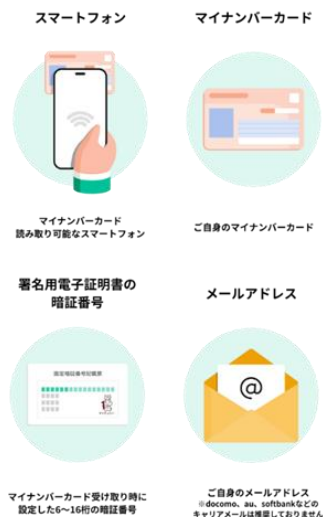 スマートフォン
マイナンバーカード
マイナンバーカード
読み取り可能なスマートフォン
ご自身のマイナンバーカード
署名用電子証明書の
暗証番号
メールアドレス
@
マイナンバーカード受け取り時に
設定した6〜16桁の暗証番号
ご自身のメールアドレス
※docomo、au、softbankなどの
キャリアメールは推奨しておりません